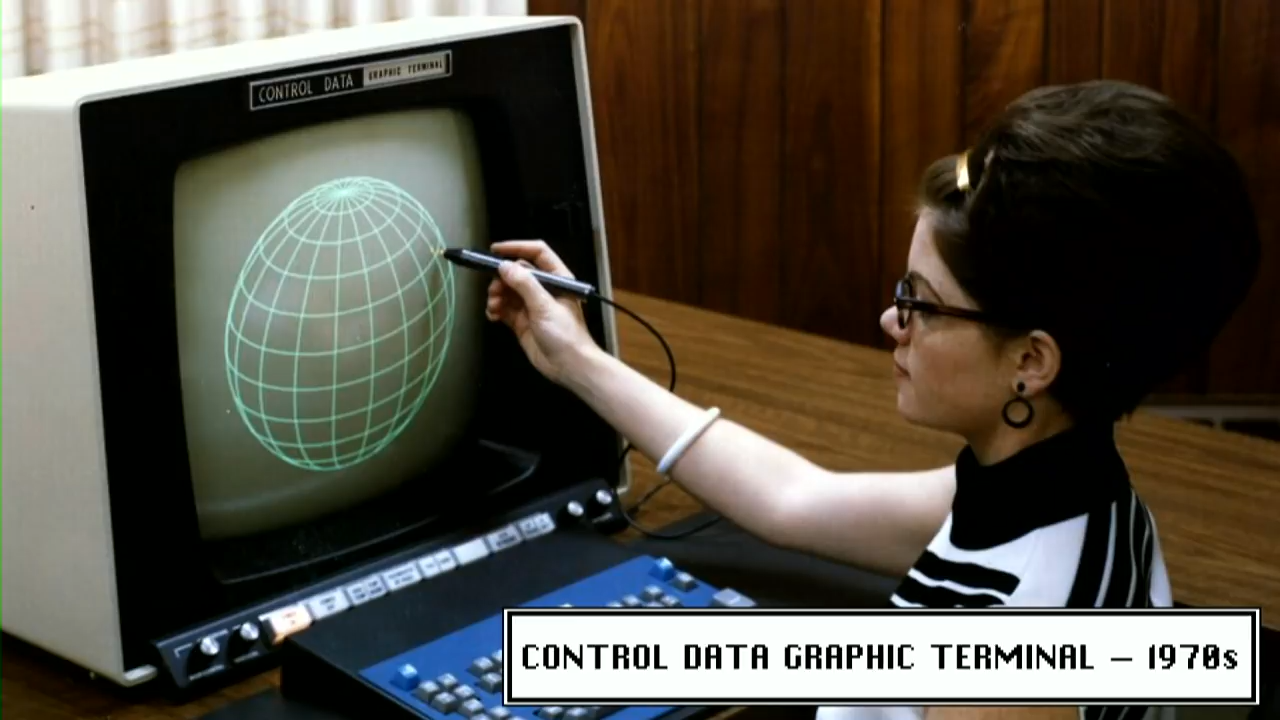 CONTROL DATA GRAPHIC TERMINAL
CONTROL DATA GRAPHIC TERMINAL – 1970s